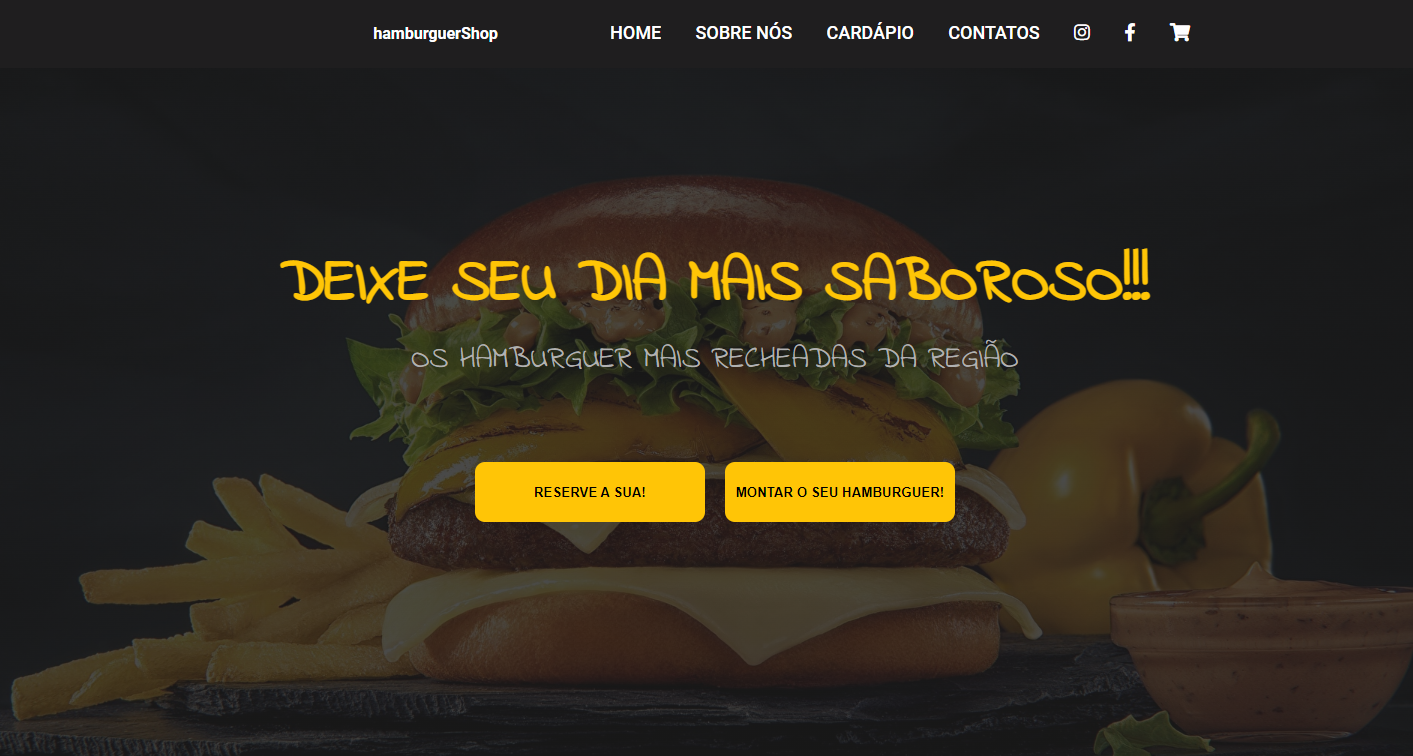 hamburguerShop HOME SOBRE NÓS CARDÁPIO CONTATOS
DEIXE SEU DIA MAIS SABOROSO!!!
OS HAMBURGUER MAIS RECHEADAS DA REGIÃO
RESERVE A SUA! MONTAR O SEU HAMBURGUER!